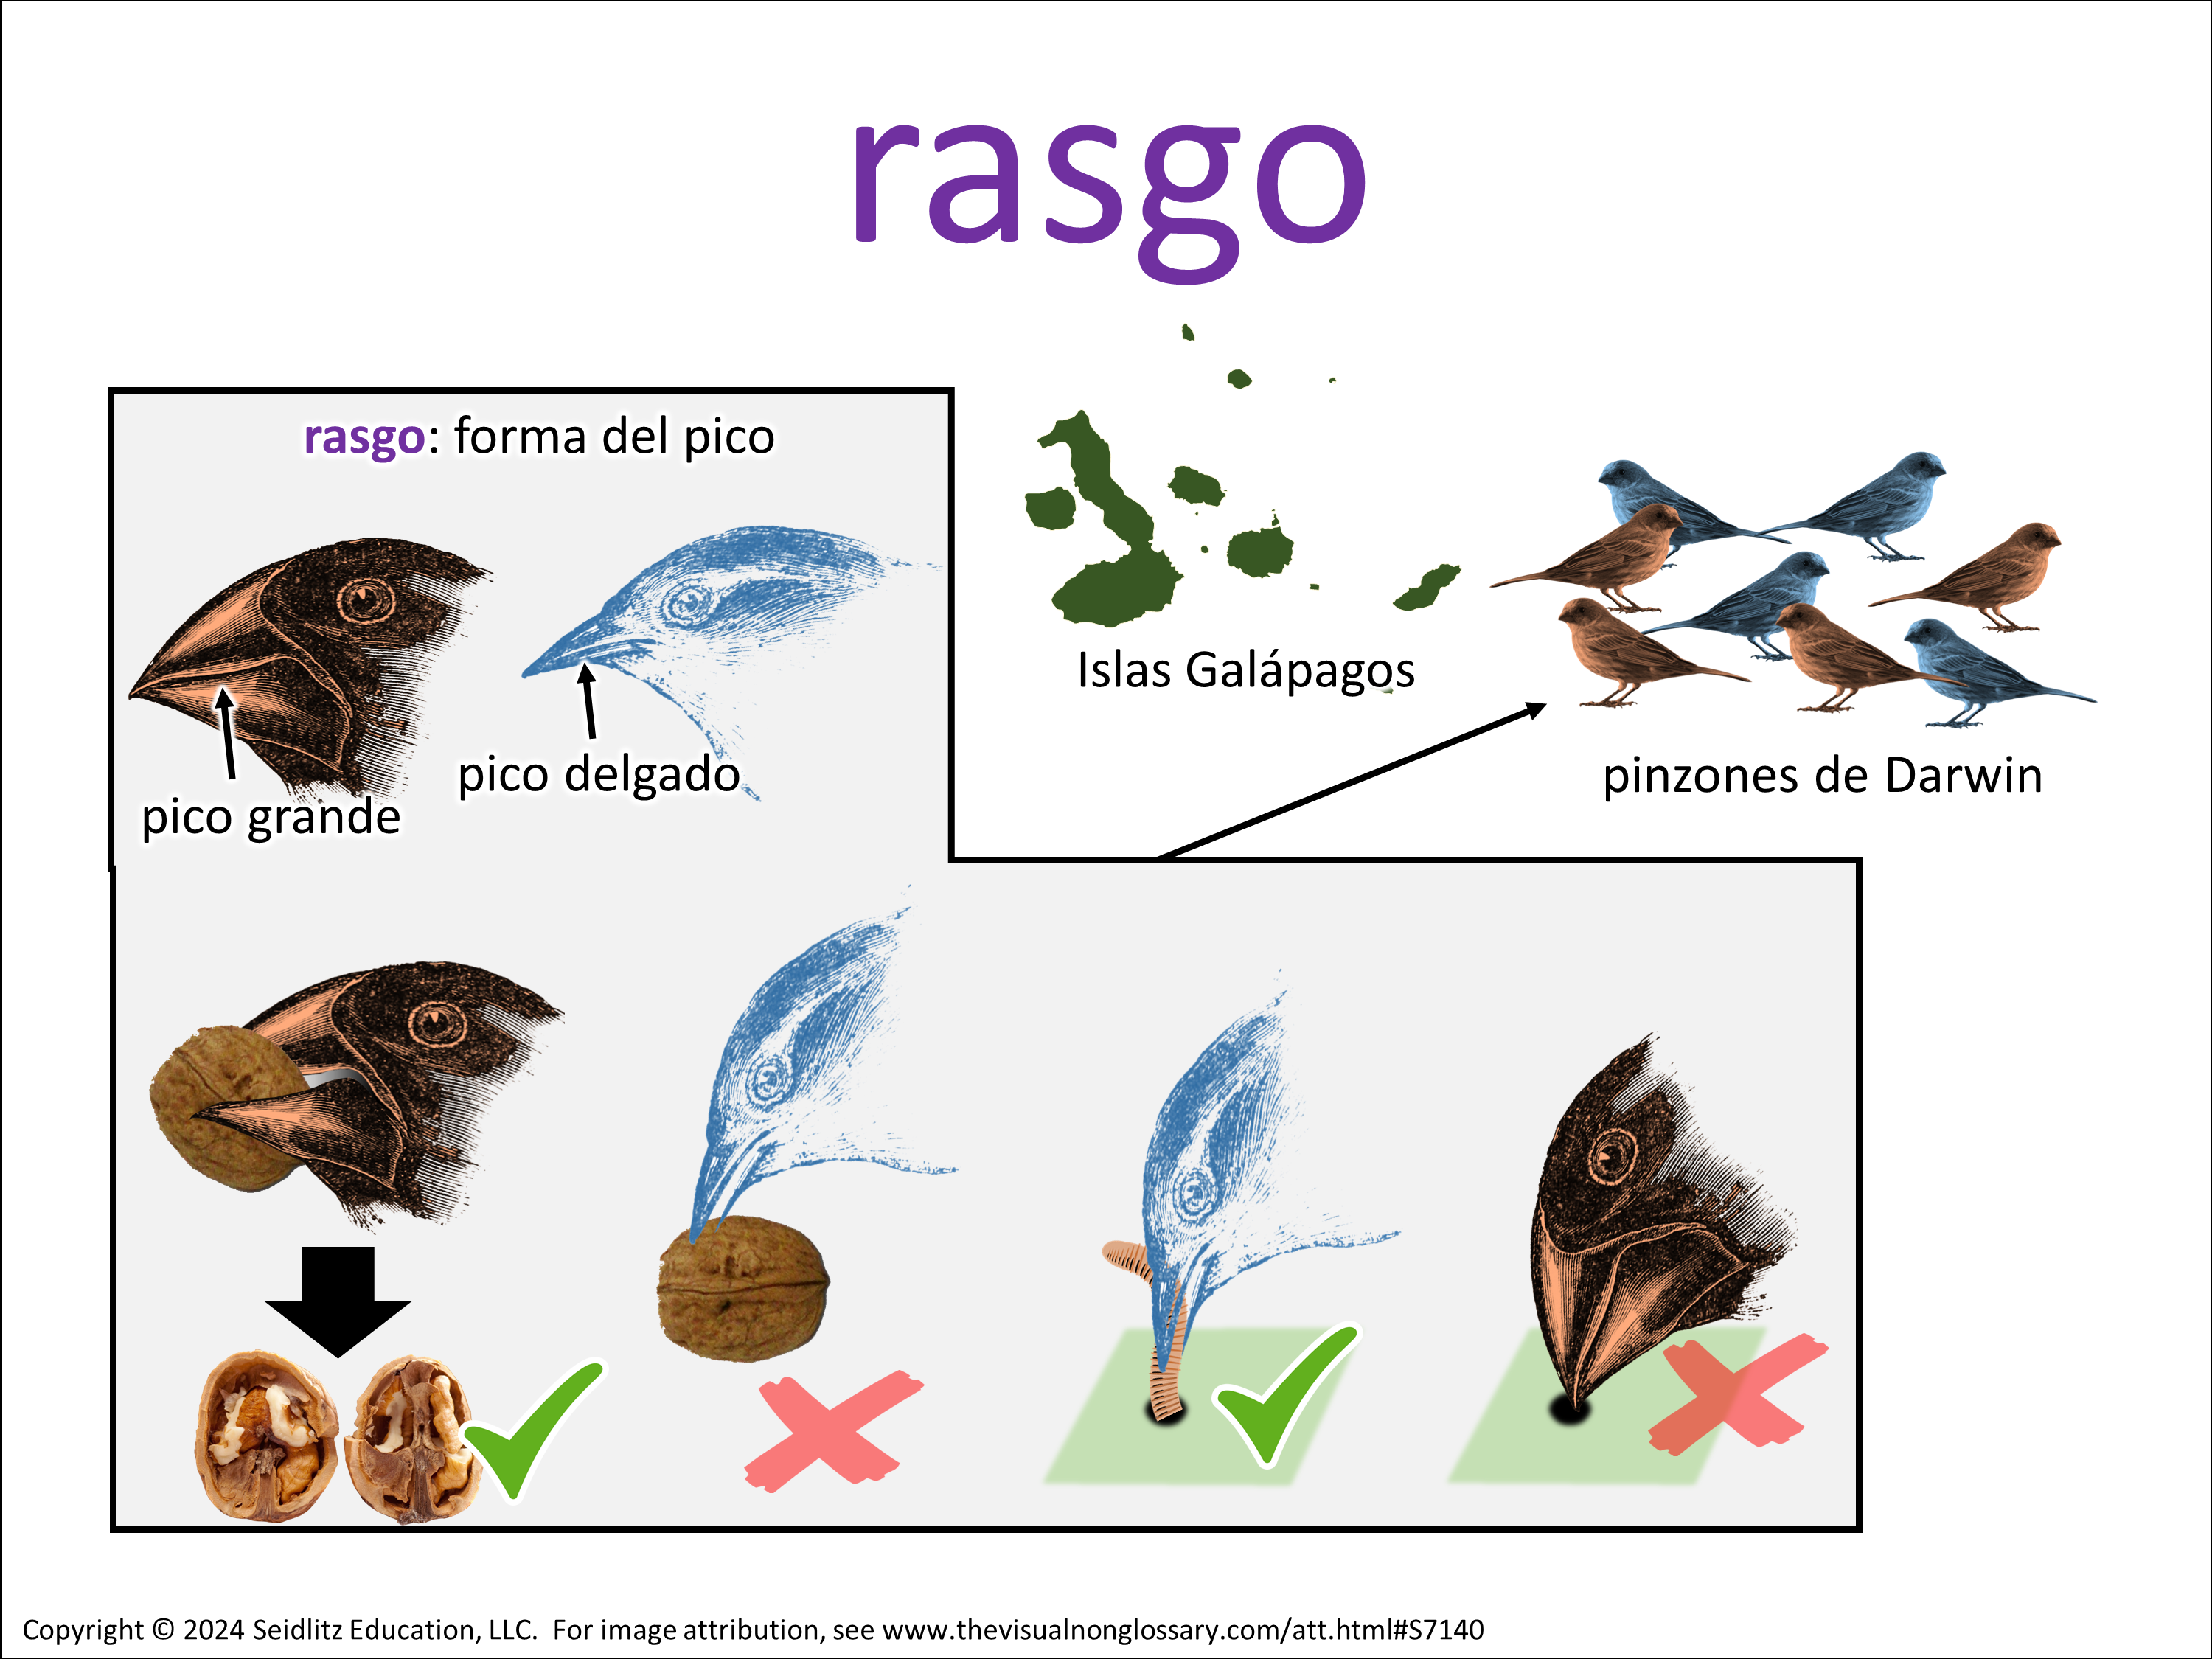 rasgo
rasgo: forma del pico
pico grande
pico delgado
Islas Galápagos
pinzones de Darwin
Copyright © 2024 Seidlitz Education, LLC.  For image attribution, see www.thevisualnonglossary.com/att.html#S7140